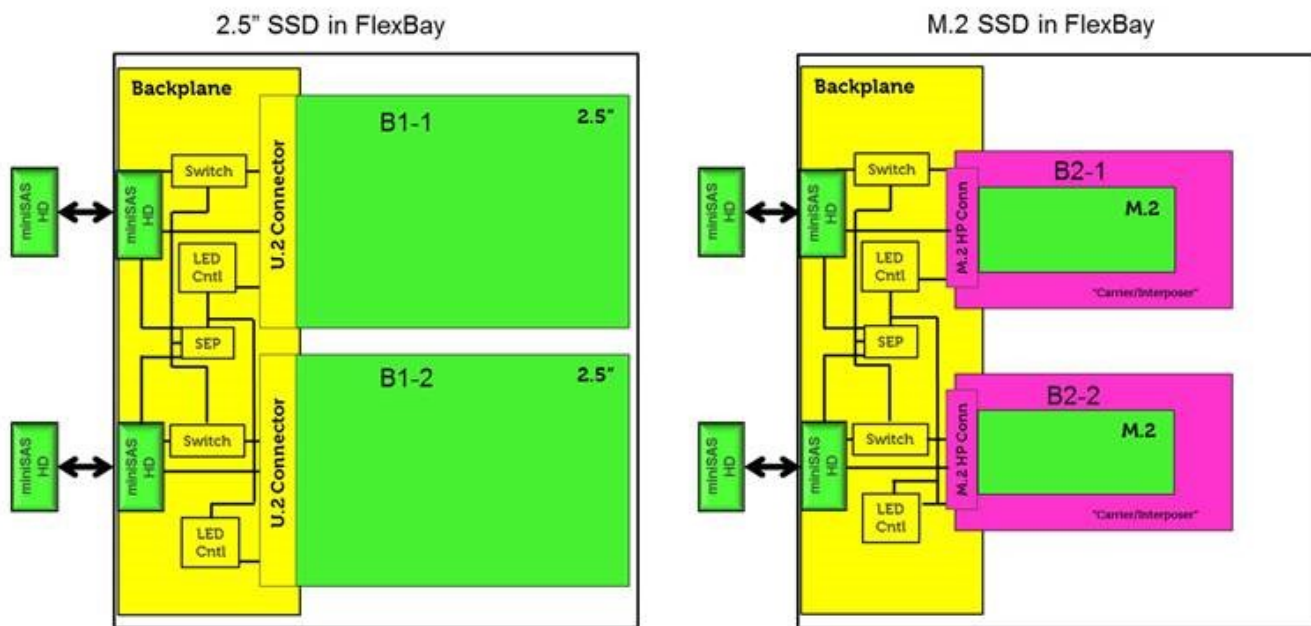 2.5” SSD in FlexBay
Backplane
B1-1
2.5”
Switch
miniSAS
HD
miniSAS
HD
U.2 Connector
LED
Cntl
SEP
B1-2
2.5”
Switch
miniSAS
HD
miniSAS
HD
U.2 Connector
LED
Cntl
M.2 SSD in FlexBay
Backplane
B2-1
Switch
miniSAS
HD
miniSAS
HD
M.2 HP Conn
M.2
LED
Cntl
"Carrier/Interposer"
SEP
B2-2
Switch
miniSAS
HD
miniSAS
HD
M.2 HP Conn
M.2
LED
Cntl
"Carrier/Interposer"